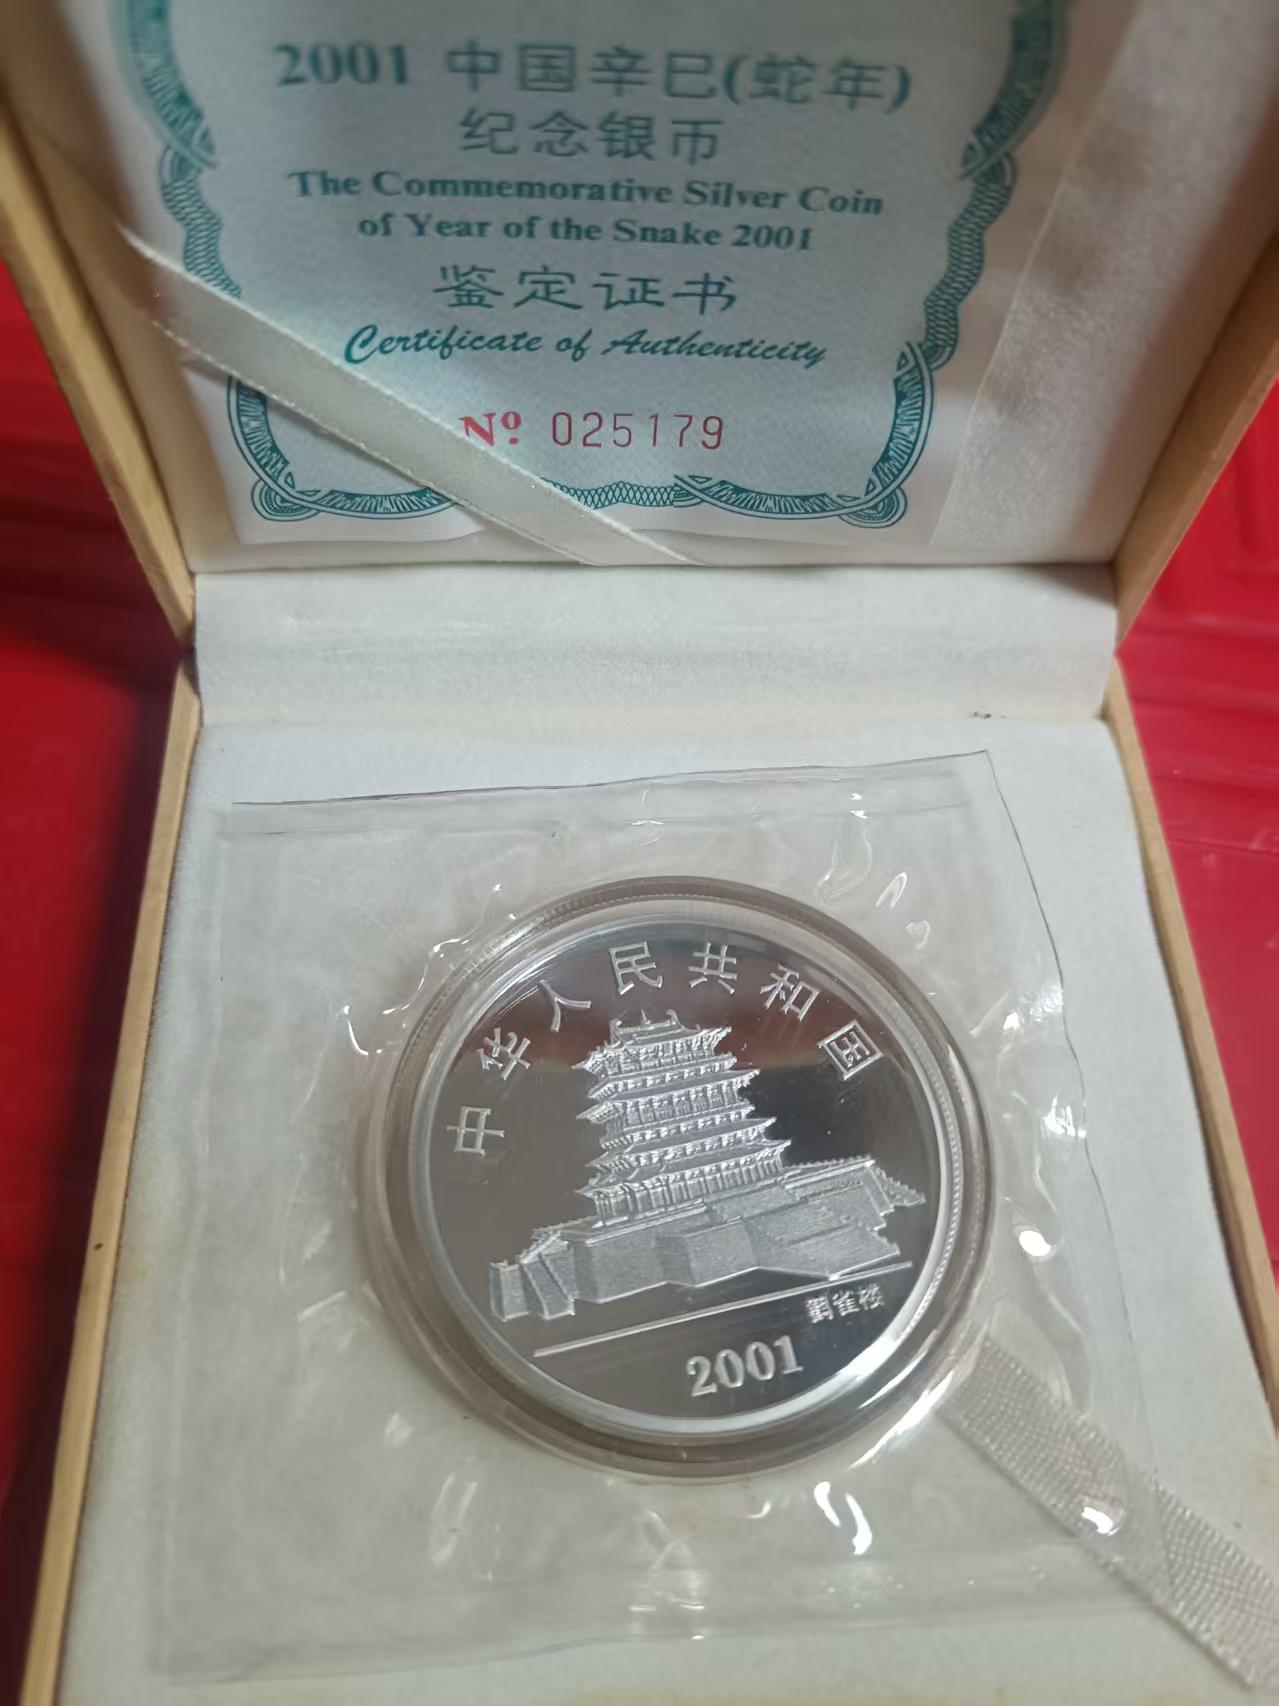 2001 中国辛巳(蛇年)
纪念银币
The Commemorative Silver Coin
of Year of the Snake 2001
鉴定证书
Certificate of Authenticity
Nº 025179
中华人民共和国
鹳雀楼
2001